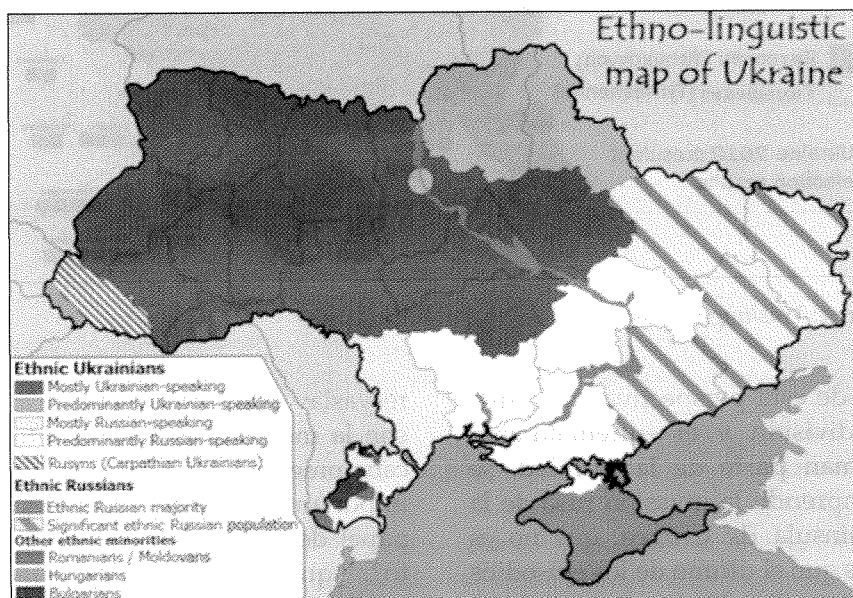 Ethno-linguistic
map of Ukraine
Ethnic Ukrainians
Mostly Ukrainian-speaking
Predominantly Ukrainian-speaking
Mostly Russian-speaking
Predominantly Russian-speaking
Rusyns (Carpathian Ukrainians)
Ethnic Russians
Ethnic Russian majority
Significant ethnic Russian population
Other ethnic minorities
Romanians / Moldovans
Hungarians
Bulgarians